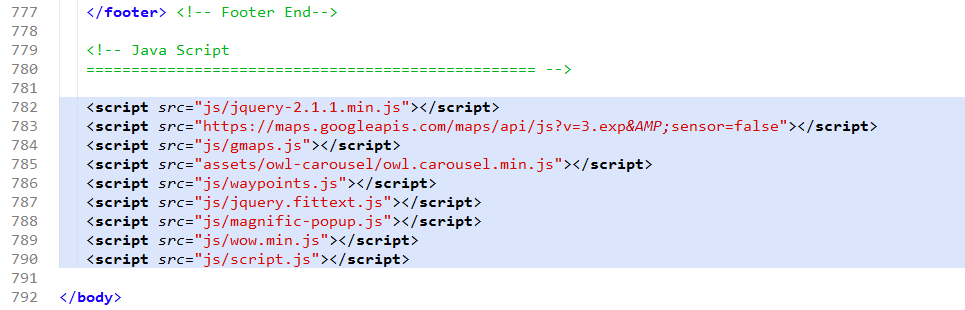 777 </footer> <!-- Footer End-->
778
779 <!-- Java Script
780 ================================================== -->
781
782 <script src="js/jquery-2.1.1.min.js"></script>
783 <script src="https://maps.googleapis.com/maps/api/js?v=3.exp&AMP;sensor=false"></script>
784 <script src="js/gmaps.js"></script>
785 <script src="assets/owl-carousel/owl.carousel.min.js"></script>
786 <script src="js/waypoints.js"></script>
787 <script src="js/jquery.fittext.js"></script>
788 <script src="js/magnific-popup.js"></script>
789 <script src="js/wow.min.js"></script>
790 <script src="js/script.js"></script>
791
792 </body>